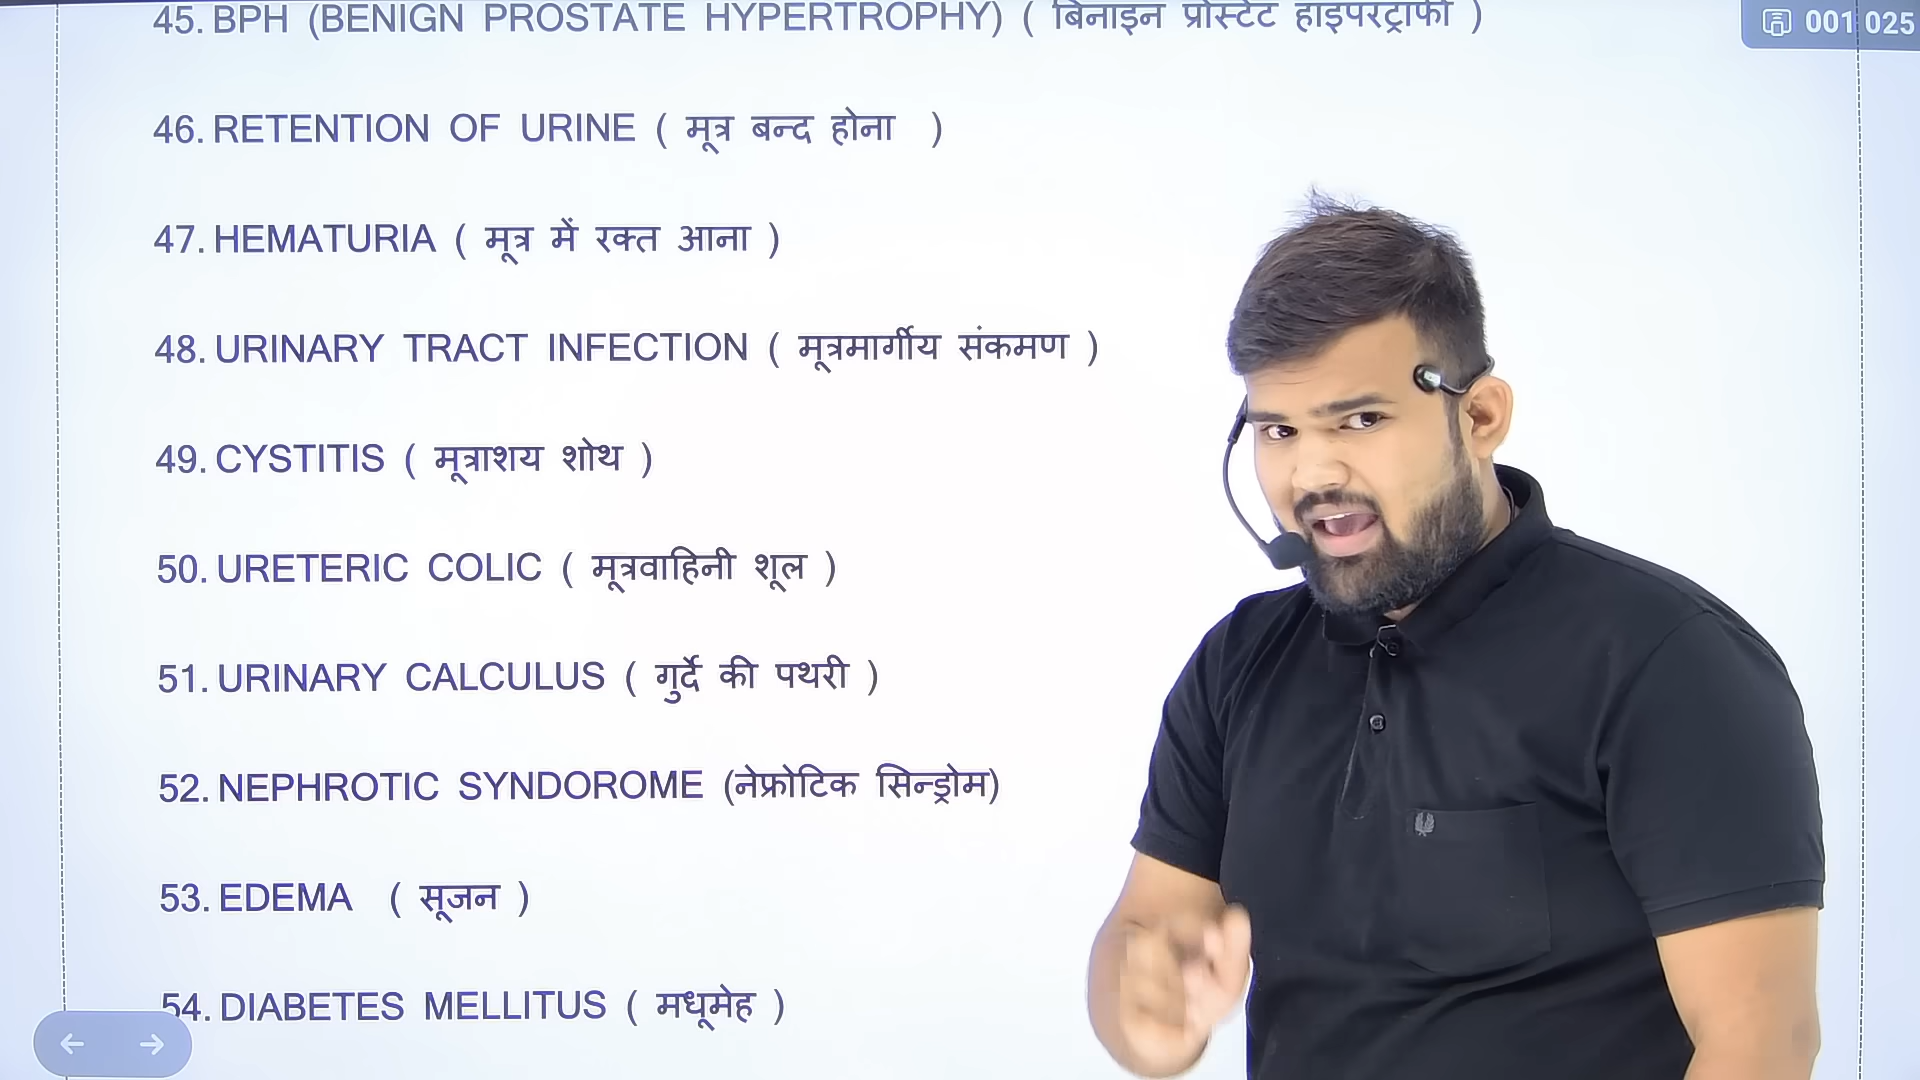 45. BPH (BENIGN PROSTATE HYPERTROPHY) ( बिनाइन प्रोस्टेट हाइपरट्राफी )
001 025
46. RETENTION OF URINE ( मूत्र बन्द होना )
47. HEMATURIA ( मूत्र में रक्त आना )
48. URINARY TRACT INFECTION ( मूत्रमार्गीय संकमण )
49. CYSTITIS ( मूत्राशय शोथ )
50. URETERIC COLIC ( मूत्रवाहिनी शूल )
51. URINARY CALCULUS ( गुर्दे की पथरी )
52. NEPHROTIC SYNDOROME (नेफ्रोटिक सिन्ड्रोम)
53. EDEMA ( सूजन )
54. DIABETES MELLITUS ( मधूमेह )